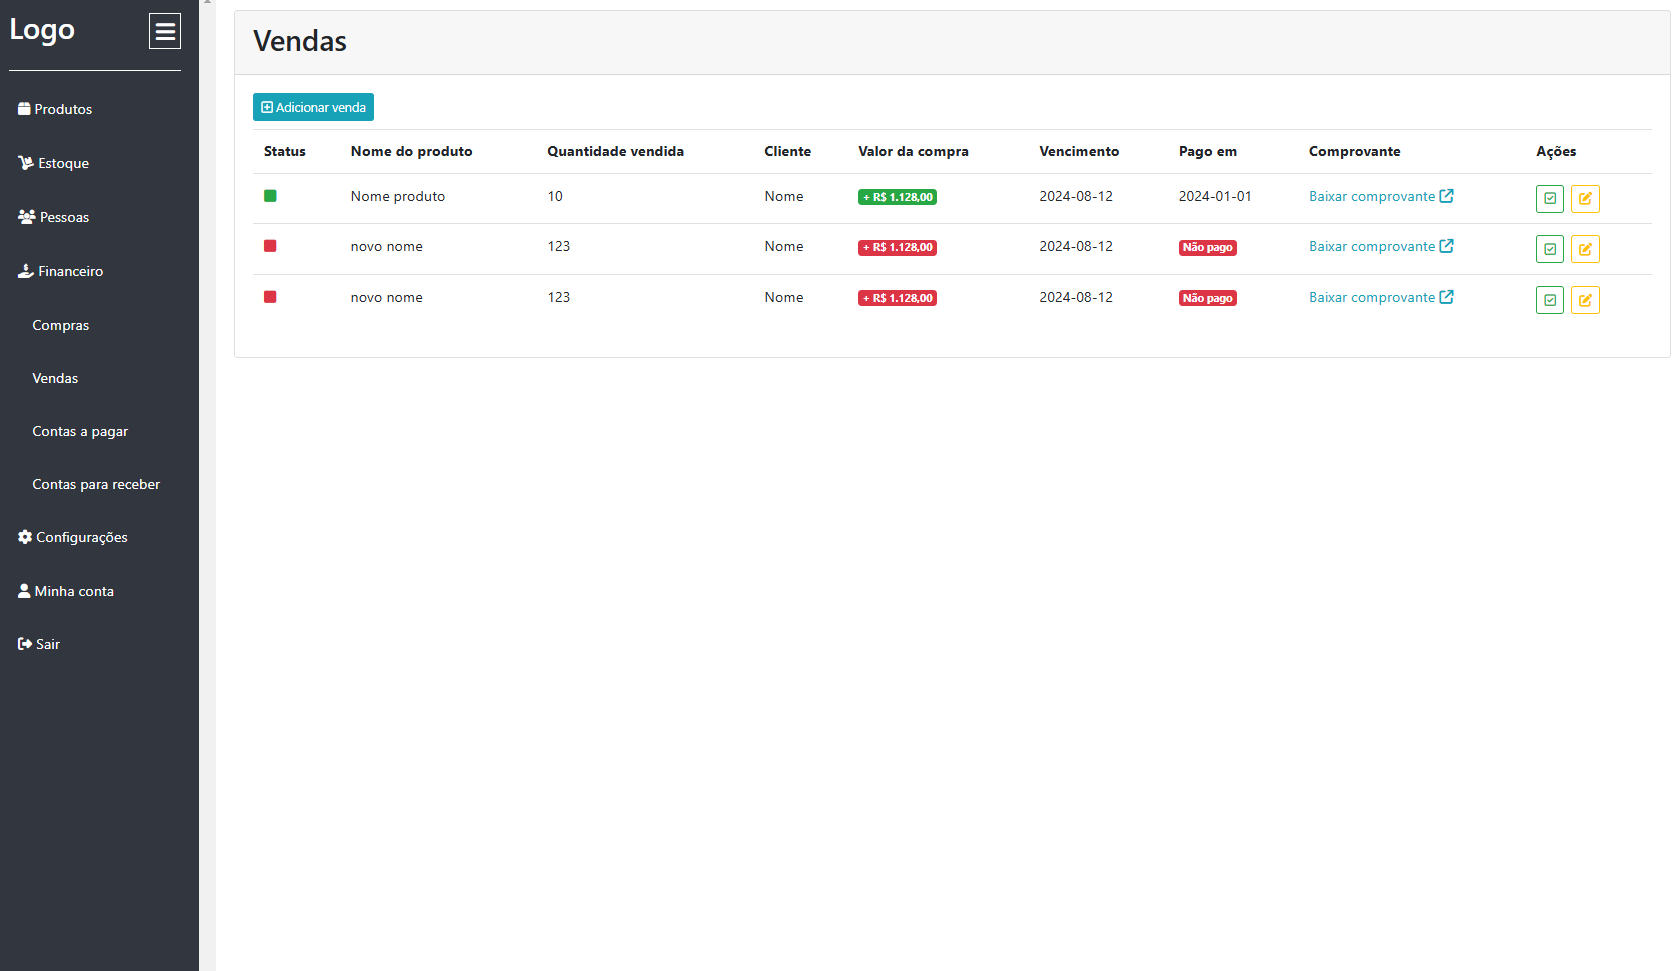 Logo
Produtos
Estoque
Pessoas
Financeiro
Compras
Vendas
Contas a pagar
Contas para receber
Configurações
Minha conta
Sair
Vendas
Adicionar venda
Status Nome do produto Quantidade vendida Cliente Valor da compra Vencimento Pago em Comprovante Ações
Nome produto 10 Nome + R$ 1.128,00 2024-08-12 2024-01-01 Baixar comprovante
novo nome 123 Nome + R$ 1.128,00 2024-08-12 Não pago Baixar comprovante
novo nome 123 Nome + R$ 1.128,00 2024-08-12 Não pago Baixar comprovante